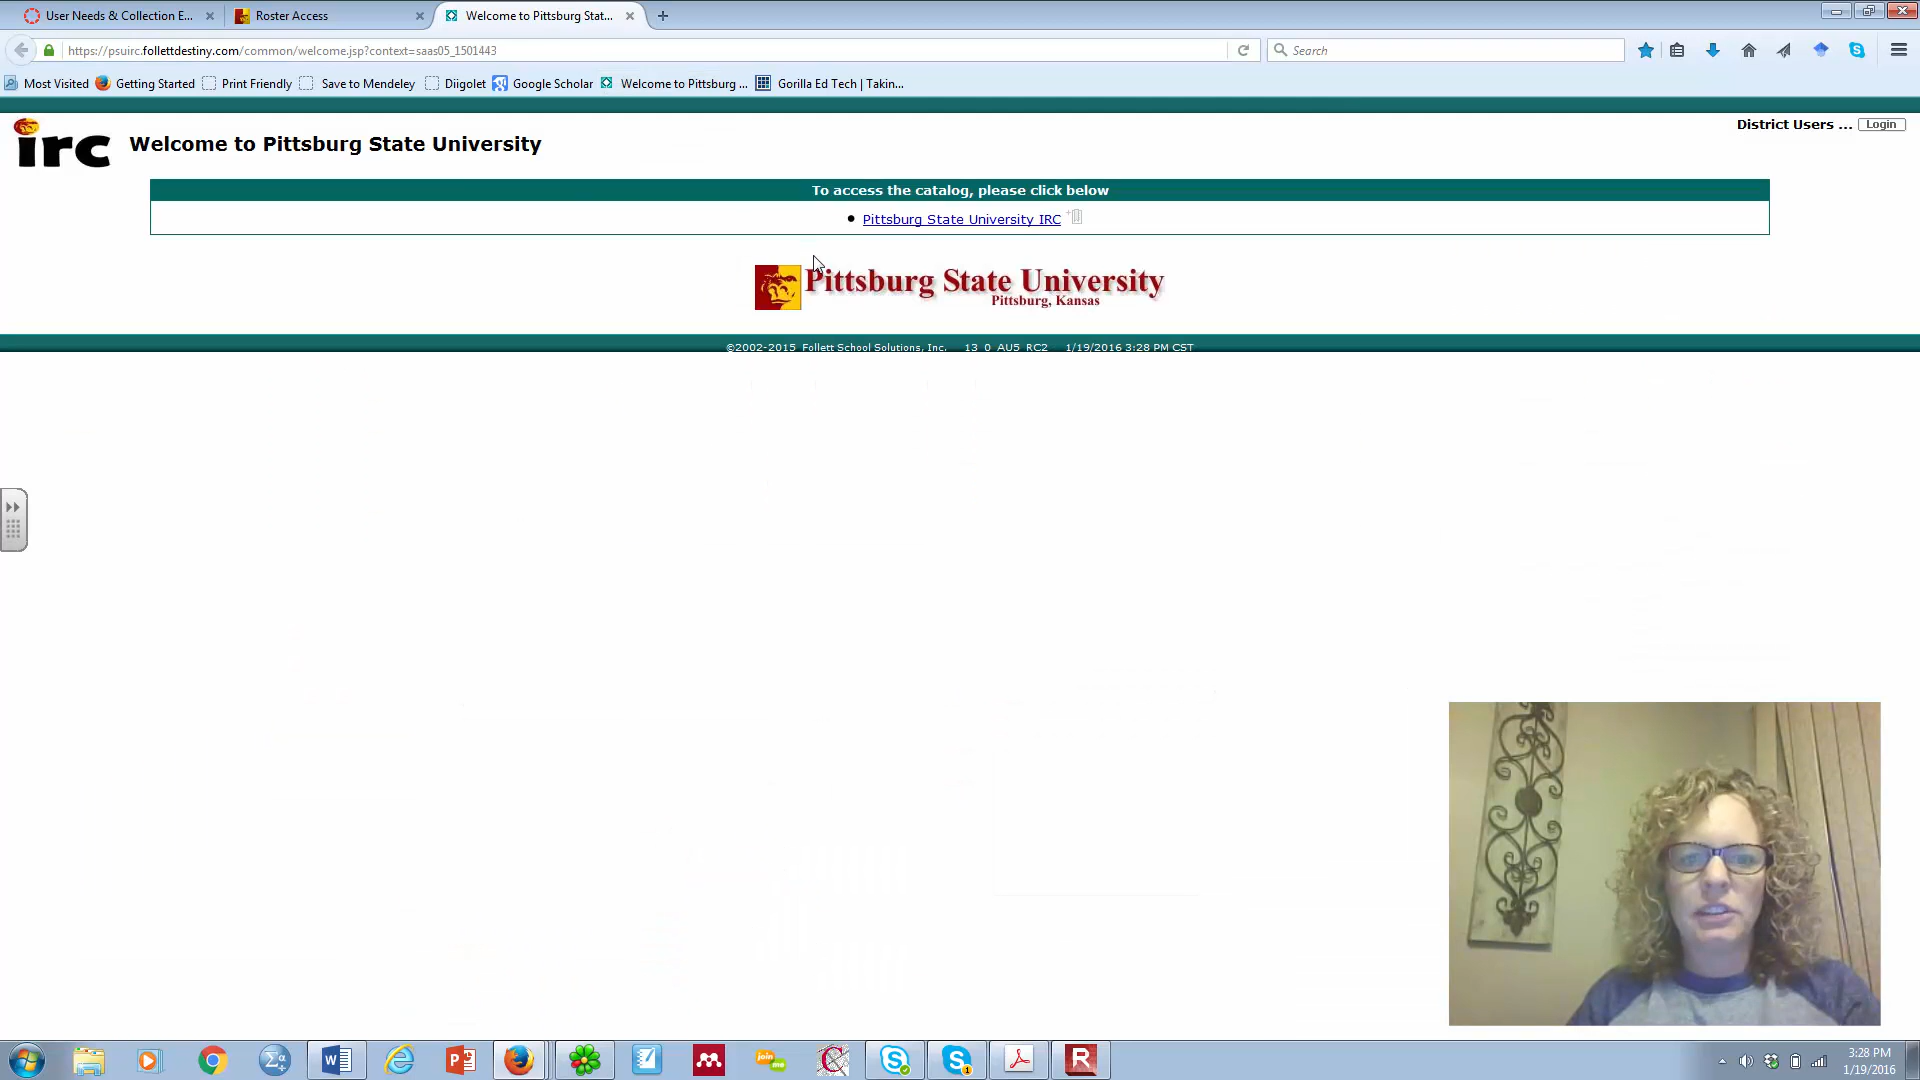 User Needs & Collection E...
Roster Access
Welcome to Pittsburg Stat...
https://psuirc.follettdestiny.com/common/welcome.jsp?context=saas05_1501443
Search
Most Visited
Getting Started
Print Friendly
Save to Mendeley
Diigolet
Google Scholar
Welcome to Pittsburg ...
Gorilla Ed Tech | Takin...
irc
Welcome to Pittsburg State University
District Users ... Login
To access the catalog, please click below
Pittsburg State University IRC
Pittsburg State University
Pittsburg, Kansas
©2002-2015 Follett School Solutions, Inc. 13_0_AU5_RC2 1/19/2016 3:28 PM CST
3:28 PM
1/19/2016